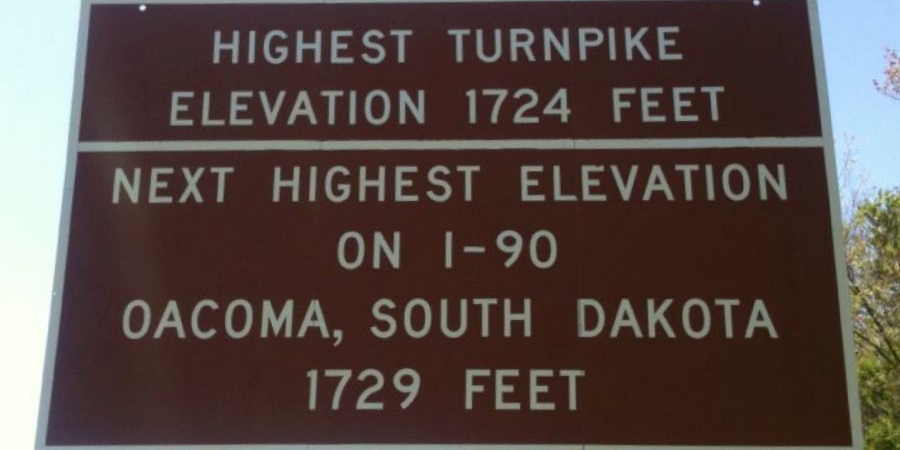 HIGHEST TURNPIKE
ELEVATION 1724 FEET
NEXT HIGHEST ELEVATION
ON I-90
OACOMA, SOUTH DAKOTA
1729 FEET